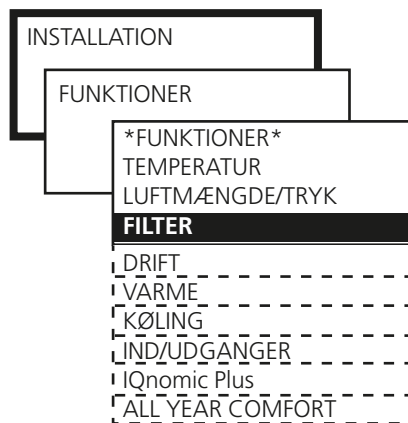 INSTALLATION
FUNKTIONER
*FUNKTIONER*
TEMPERATUR
LUFTMÆNGDE/TRYK
FILTER
DRIFT
VARME
KØLING
IND/UDGANGER
IQnomic Plus
ALL YEAR COMFORT